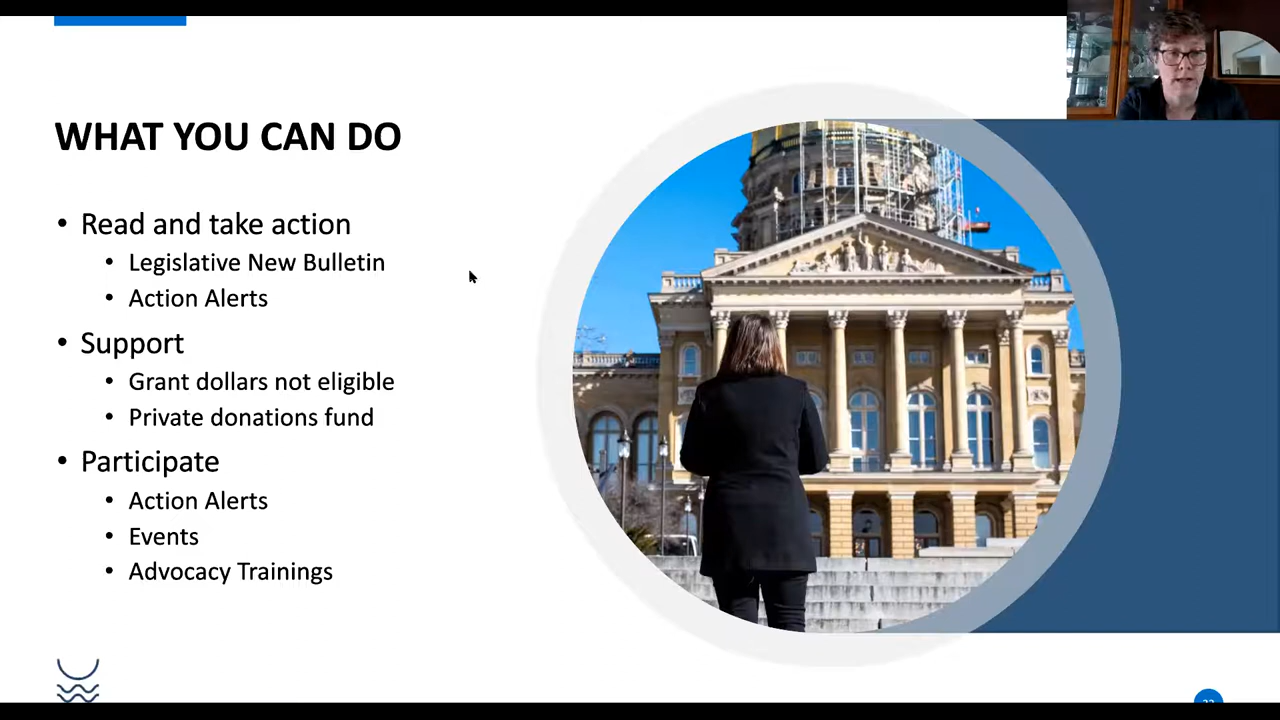 WHAT YOU CAN DO
• Read and take action
• Legislative New Bulletin
• Action Alerts
• Support
• Grant dollars not eligible
• Private donations fund
• Participate
• Action Alerts
• Events
• Advocacy Trainings